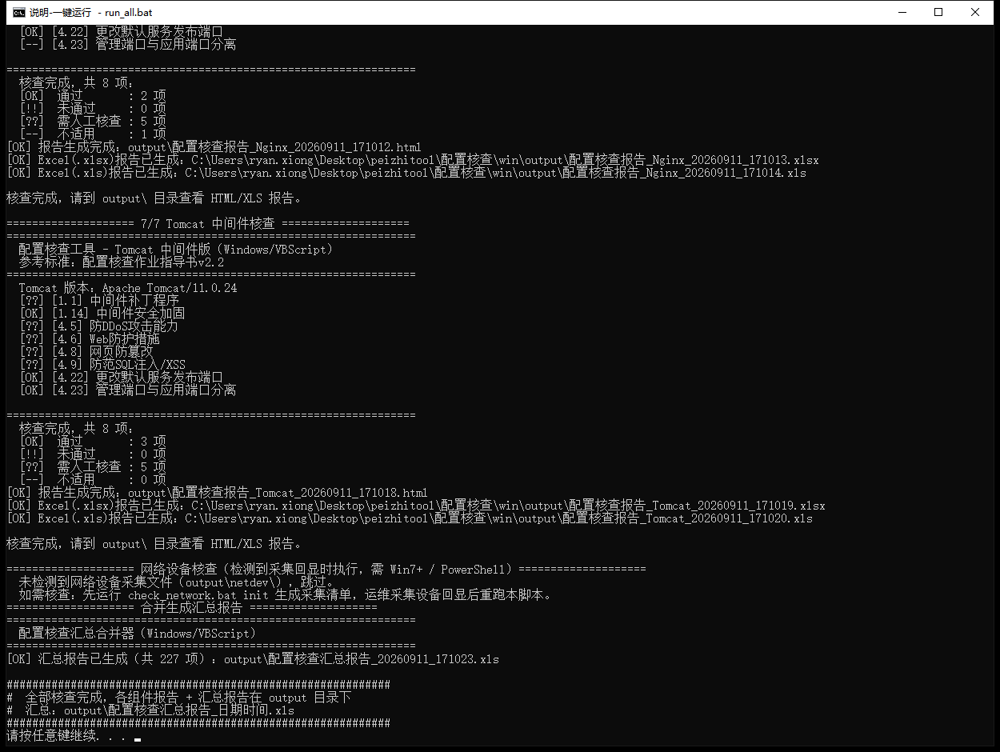 说明-一键运行 - run_all.bat
[OK] [4.22] 更改默认服务发布端口
[--] [4.23] 管理端口与应用端口分离
================================================================
核查完成, 共 8 项:
[OK] 通过 : 2 项
[!!] 未通过 : 0 项
[??] 需人工核查 : 5 项
[--] 不适用 : 1 项
[OK] 报告生成完成: output\配置核查报告_Nginx_20260911_171012.html
[OK] Excel(.xlsx)报告已生成: C:\Users\ryan.xiong\Desktop\peizhitool\配置核查\win\output\配置核查报告_Nginx_20260911_171013.xlsx
[OK] Excel(.xls)报告已生成: C:\Users\ryan.xiong\Desktop\peizhitool\配置核查\win\output\配置核查报告_Nginx_20260911_171014.xls
核查完成, 请到 output\ 目录查看 HTML/XLS 报告。
==================== 7/7 Tomcat 中间件核查 ====================
================================================================
配置核查工具 - Tomcat 中间件版 (Windows/VBScript)
参考标准: 配置核查作业指导书v2.2
================================================================
Tomcat 版本: Apache Tomcat/11.0.24
[??] [1.1] 中间件补丁程序
[OK] [1.14] 中间件安全加固
[??] [4.5] 防DDoS攻击能力
[??] [4.6] Web防护措施
[??] [4.8] 网页防篡改
[??] [4.9] 防范SQL注入/XSS
[OK] [4.22] 更改默认服务发布端口
[OK] [4.23] 管理端口与应用端口分离
================================================================
核查完成, 共 8 项:
[OK] 通过 : 3 项
[!!] 未通过 : 0 项
[??] 需人工核查 : 5 项
[--] 不适用 : 0 项
[OK] 报告生成完成: output\配置核查报告_Tomcat_20260911_171018.html
[OK] Excel(.xlsx)报告已生成: C:\Users\ryan.xiong\Desktop\peizhitool\配置核查\win\output\配置核查报告_Tomcat_20260911_171019.xlsx
[OK] Excel(.xls)报告已生成: C:\Users\ryan.xiong\Desktop\peizhitool\配置核查\win\output\配置核查报告_Tomcat_20260911_171020.xls
核查完成, 请到 output\ 目录查看 HTML/XLS 报告。
==================== 网络设备核查 (检测到采集回显时执行, 需 Win7+ / PowerShell) ====================
未检测到网络设备采集文件 (output\netdev\) , 跳过。
如需核查: 先运行 check_network.bat init 生成采集清单, 运维采集设备回显后重跑本脚本。
==================== 合并生成汇总报告 ====================
================================================================
配置核查汇总合并器 (Windows/VBScript)
================================================================
[OK] 汇总报告已生成 (共 227 项) : output\配置核查汇总报告_20260911_171023.xls
############################################################
# 全部核查完成, 各组件报告 + 汇总报告在 output 目录下
# 汇总: output\配置核查汇总报告_日期时间.xls
############################################################
请按任意键继续. . .